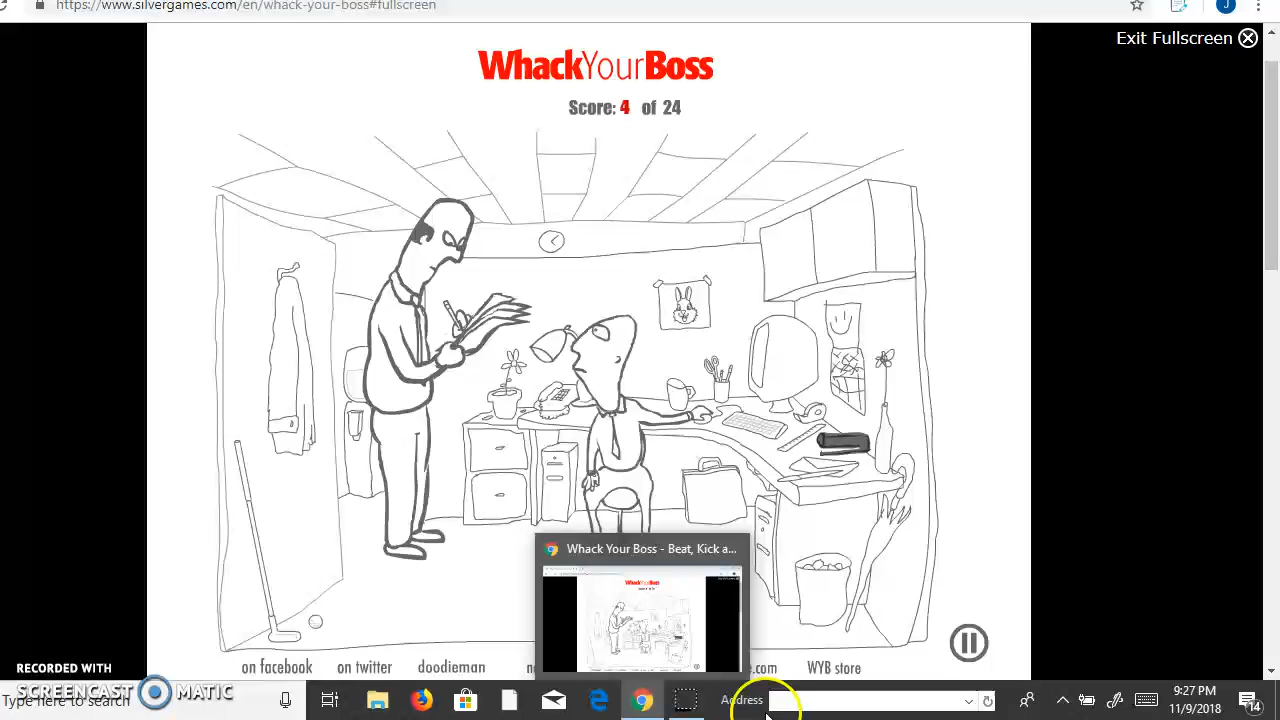 https://www.silvergames.com/en/whack-your-boss#fullscreen
J
Exit Fullscreen
WhackYourBoss
Score: 4 of 24
Whack Your Boss - Beat, Kick a...
on facebook on twitter doodieman
.com WYB store
RECORDED WITH
SCREENCAST MATIC
Type here to search
Address
9:27 PM
11/9/2018
14